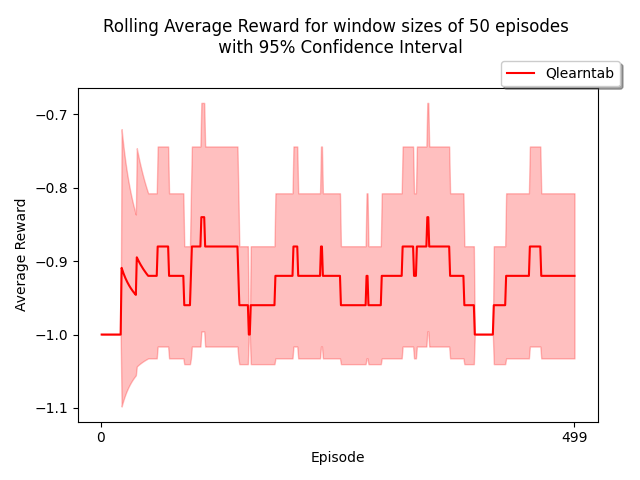 Rolling Average Reward for window sizes of 50 episodes
with 95% Confidence Interval
Qlearntab
−0.7
−0.8
−0.9
−1.0
−1.1
Average Reward
0
499
Episode